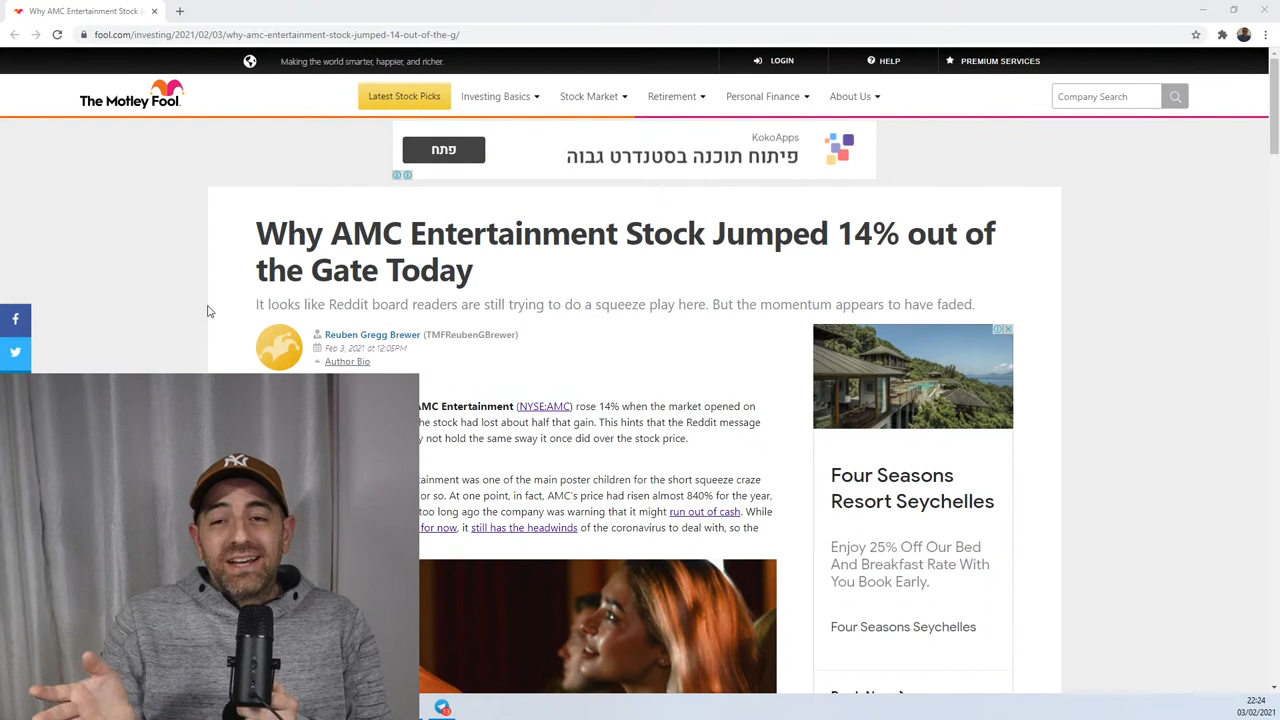 Why AMC Entertainment Stock J
fool.com/investing/2021/02/03/why-amc-entertainment-stock-jumped-14-out-of-the-g/
Making the world smarter, happier, and richer.
LOGIN
HELP
PREMIUM SERVICES
The Motley Fool.
Latest Stock Picks
Investing Basics
Stock Market
Retirement
Personal Finance
About Us
Company Search
KokoApps
פתח
פיתוח תוכנה בסטנדרט גבוה
Why AMC Entertainment Stock Jumped 14% out of
the Gate Today
It looks like Reddit board readers are still trying to do a squeeze play here. But the momentum appears to have faded.
Reuben Gregg Brewer (TMFReubenGBrewer)
Feb 3, 2021 at 12:05PM
Author Bio
MC Entertainment (NYSE:AMC) rose 14% when the market opened on
the stock had lost about half that gain. This hints that the Reddit message
not hold the same sway it once did over the stock price.
tainment was one of the main poster children for the short squeeze craze
or so. At one point, in fact, AMC's price had risen almost 840% for the year,
too long ago the company was warning that it might run out of cash. While
for now, it still has the headwinds of the coronavirus to deal with, so the
Four Seasons
Resort Seychelles
Enjoy 25% Off Our Bed
And Breakfast Rate With
You Book Early.
Four Seasons Seychelles
22:24
03/02/2021